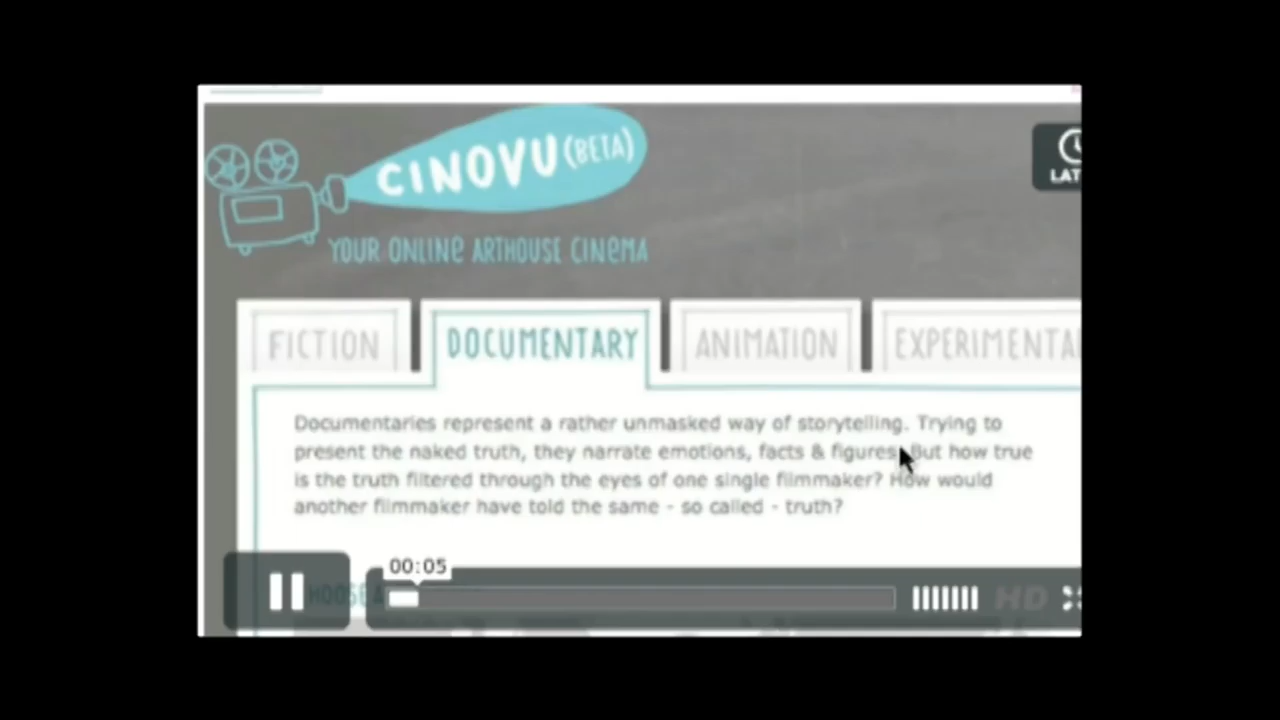 CINOVU (BETA)
YOUR ONLINE ARTHOUSE CINEMA
FICTION DOCUMENTARY ANIMATION
Documentaries represent a rather unmasked way of storytelling. Trying to
present the naked truth, they narrate emotions, facts & figures. But how true
is the truth filtered through the eyes of one single filmmaker? How would
another filmmaker have told the same - so called - truth?
00:05
HD